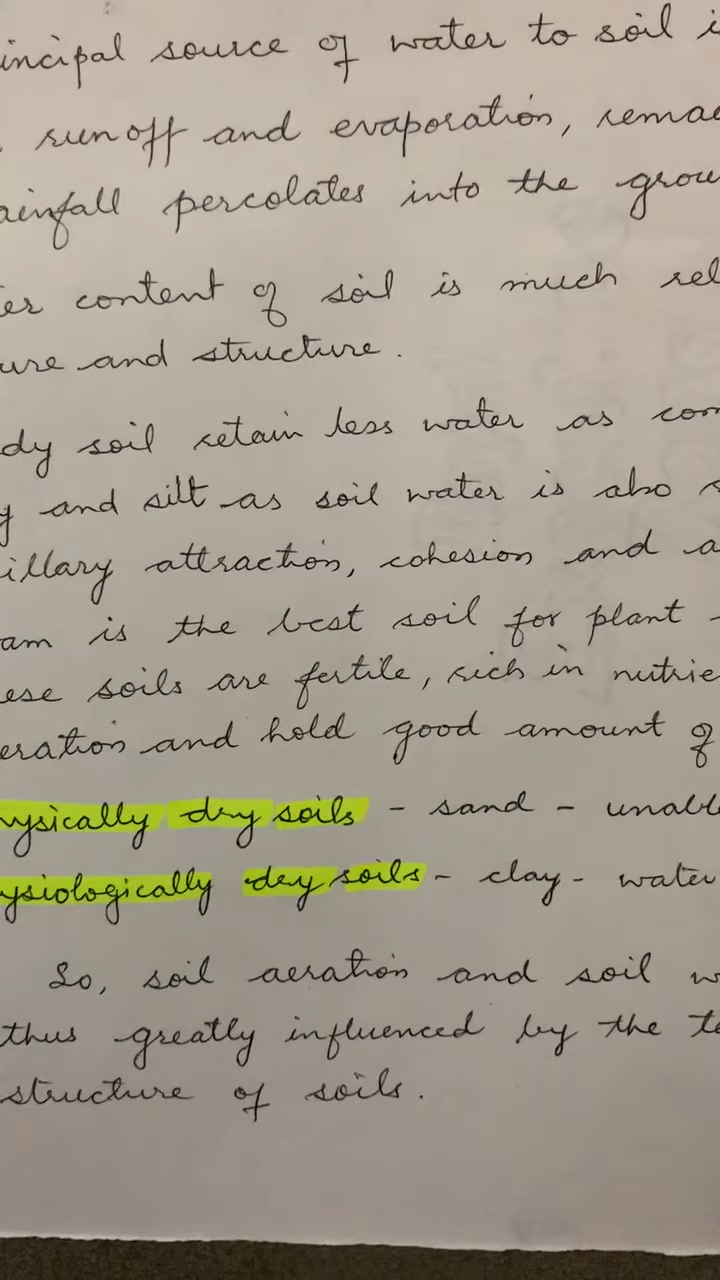 incipal source of water to soil i
. runoff and evaporation, remai
ainfall percolates into the grou
er content of soil is much rel
ure and structure.
dy soil retain less water as com
y and silt as soil water is also
illary attraction, cohesion and a
am is the best soil for plant -
ese soils are fertile, rich in nutrie
eration and hold good amount of
hysically dry soils - sand - unabl
ysiologically dry soils - clay - water
So, soil aeration and soil w
thus greatly influenced by the te
structure of soils.